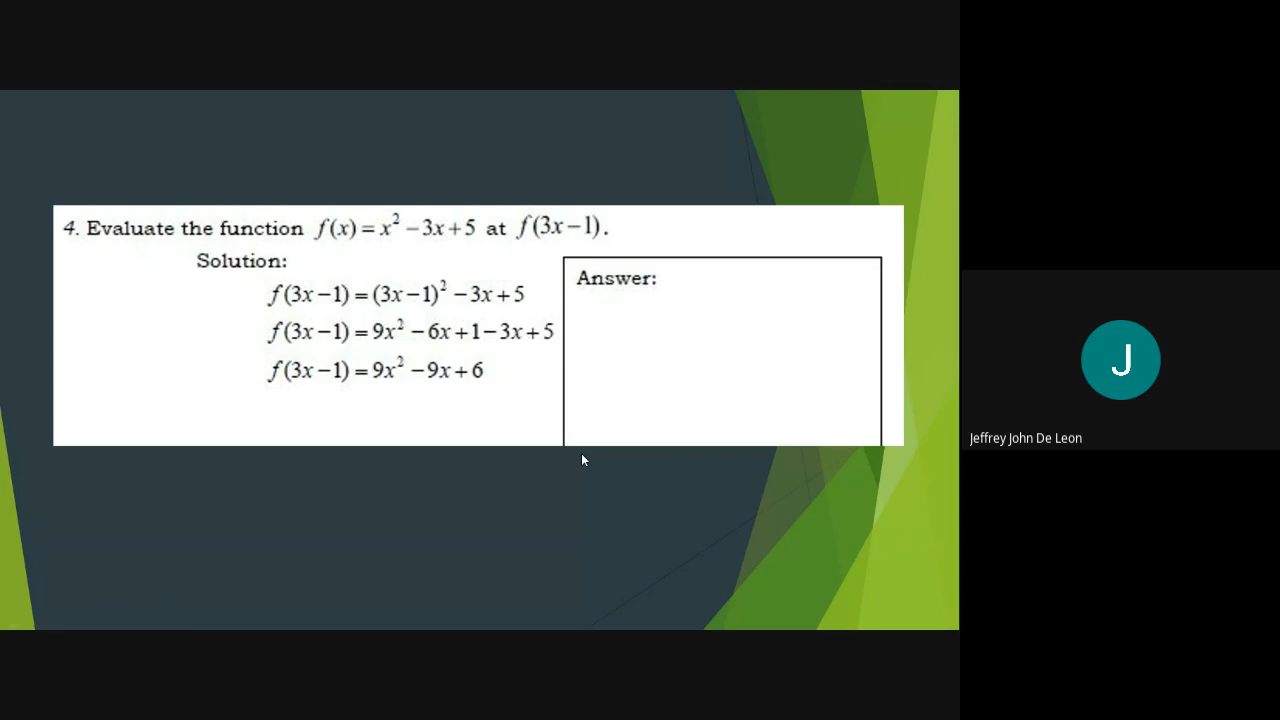 4. Evaluate the function f(x) = x² − 3x + 5 at f(3x − 1).
Solution:
f(3x − 1) = (3x − 1)² − 3x + 5
f(3x − 1) = 9x² − 6x + 1 − 3x + 5
f(3x − 1) = 9x² − 9x + 6
Answer:
J
Jeffrey John De Leon